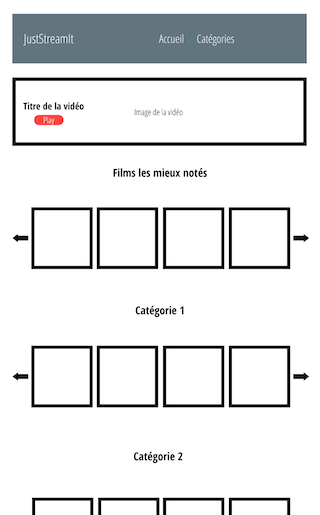 JustStreamIt
Accueil
Catégories
Titre de la vidéo
Play
Image de la vidéo
Films les mieux notés
Catégorie 1
Catégorie 2